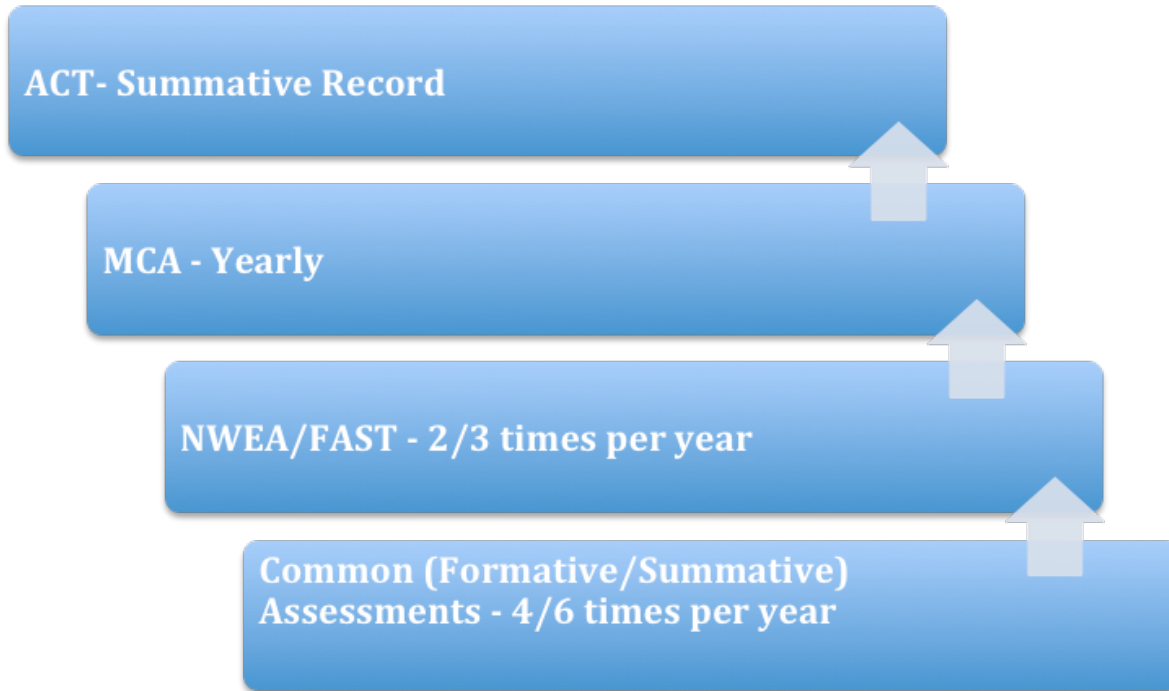 ACT- Summative Record
MCA - Yearly
NWEA/FAST - 2/3 times per year
Common (Formative/Summative)
Assessments - 4/6 times per year